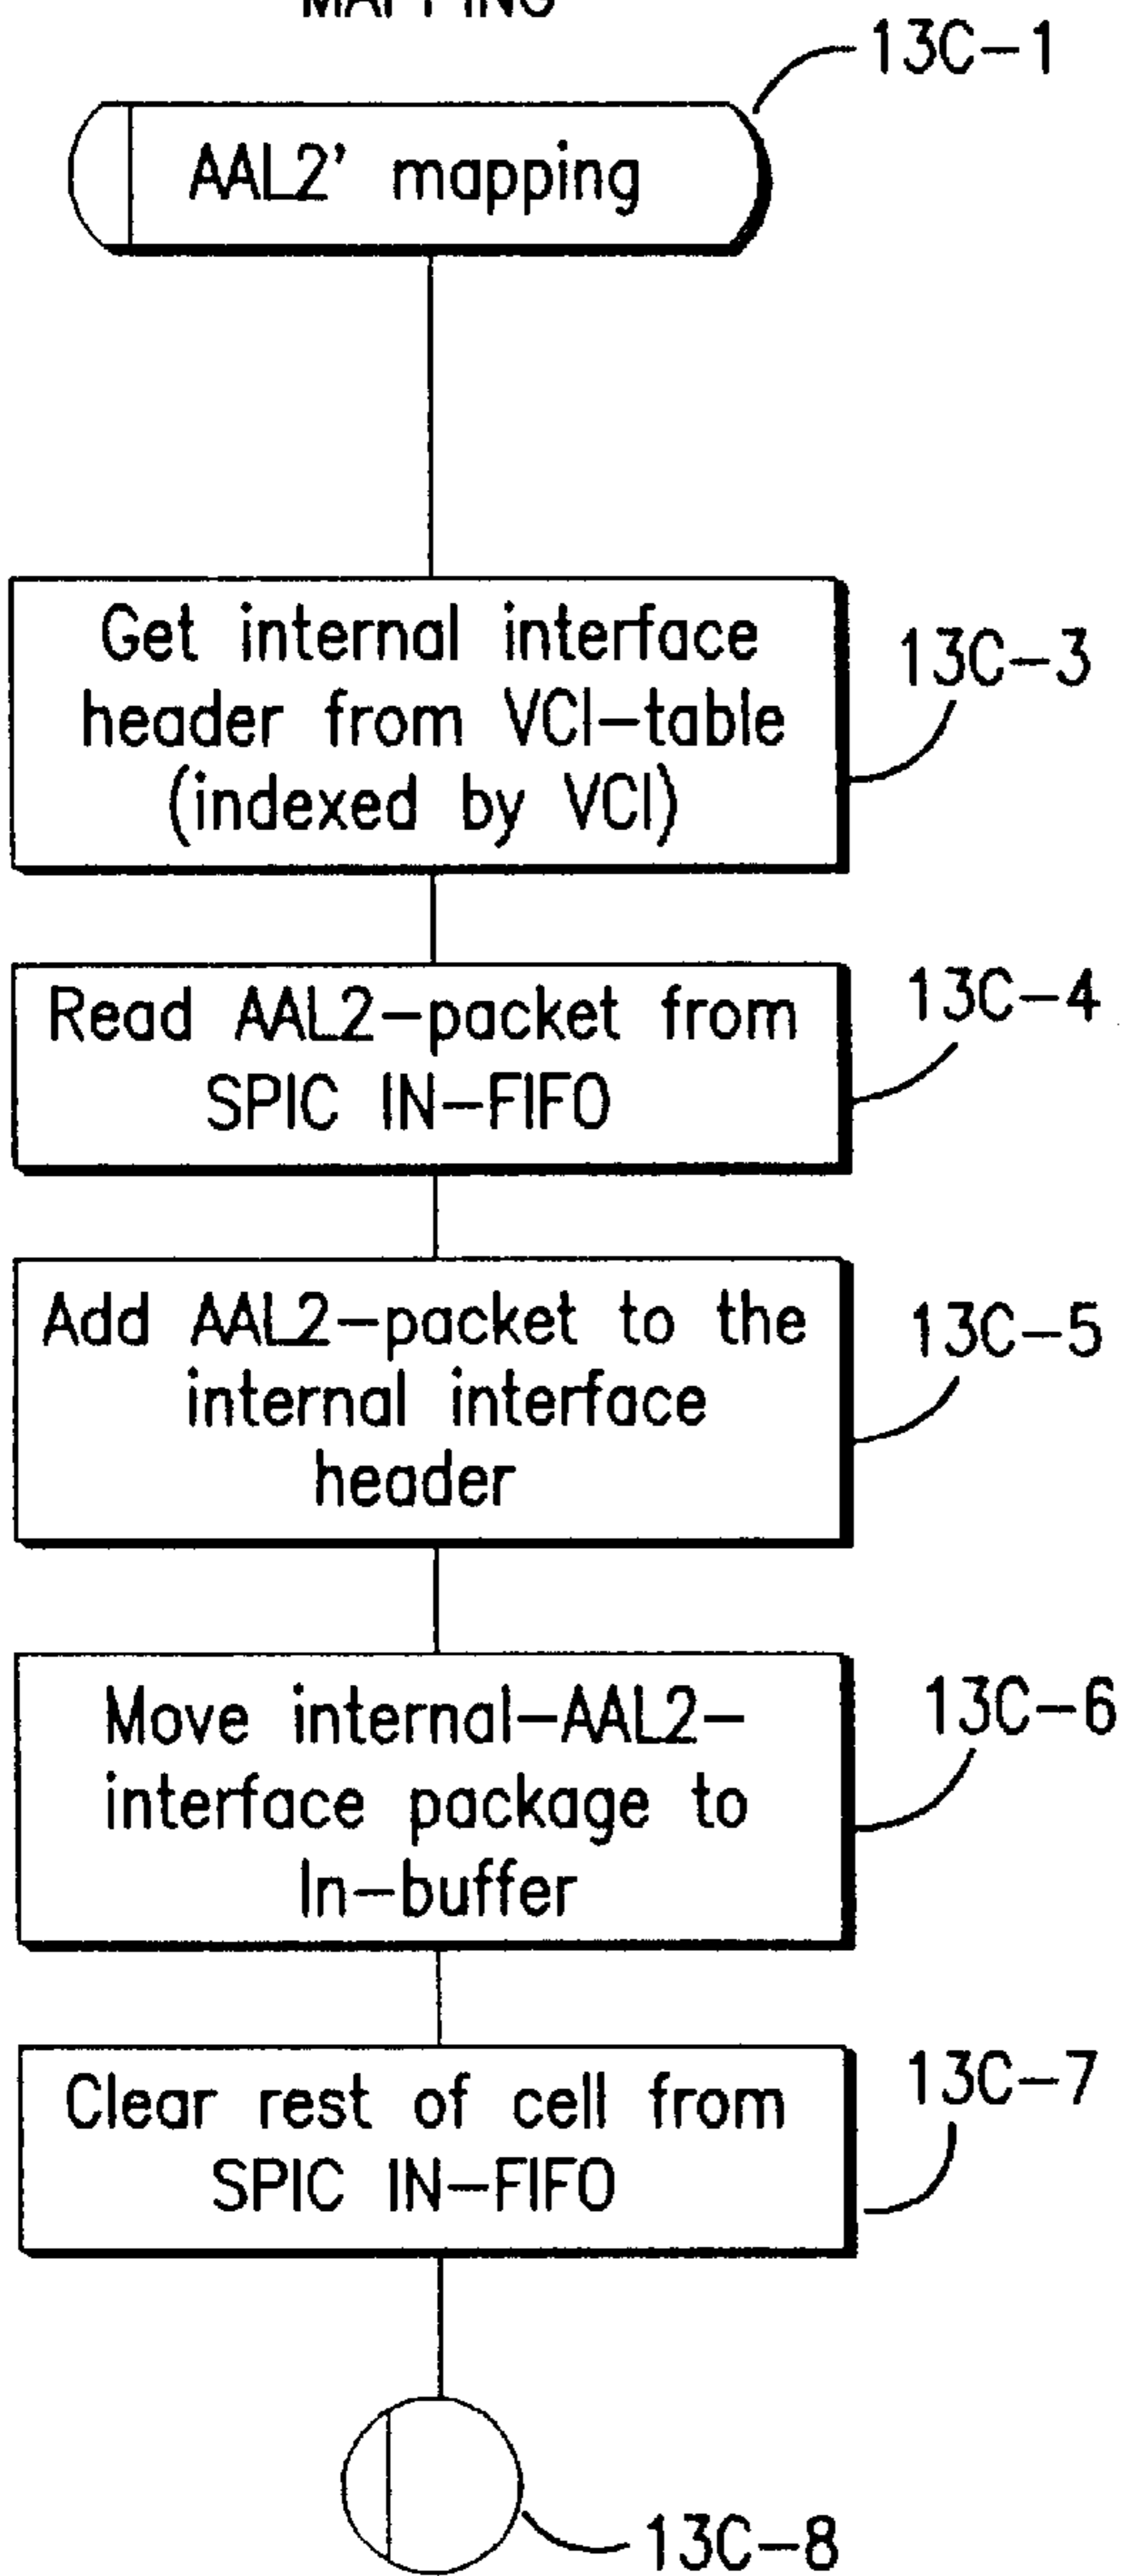 MAPPING
13C-1
AAL2' mapping
Get internal interface
header from VCI-table
(indexed by VCI)
13C-3
Read AAL2-packet from
SPIC IN-FIFO
13C-4
Add AAL2-packet to the
internal interface
header
13C-5
Move internal-AAL2-
interface package to
In-buffer
13C-6
Clear rest of cell from
SPIC IN-FIFO
13C-7
13C-8